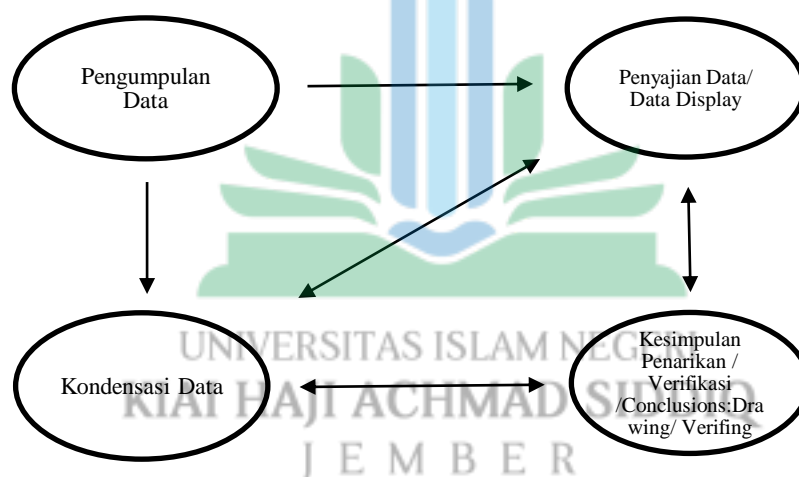 Pengumpulan
Data
Penyajian Data/
Data Display
Kondensasi Data
Kesimpulan
Penarikan /
Verifikasi
/Conclusions:Dra
wing/ Verifing
UNIVERSITAS ISLAM NEGERI
KIAI HAJI ACHMAD SIDDIQ
JEMBER